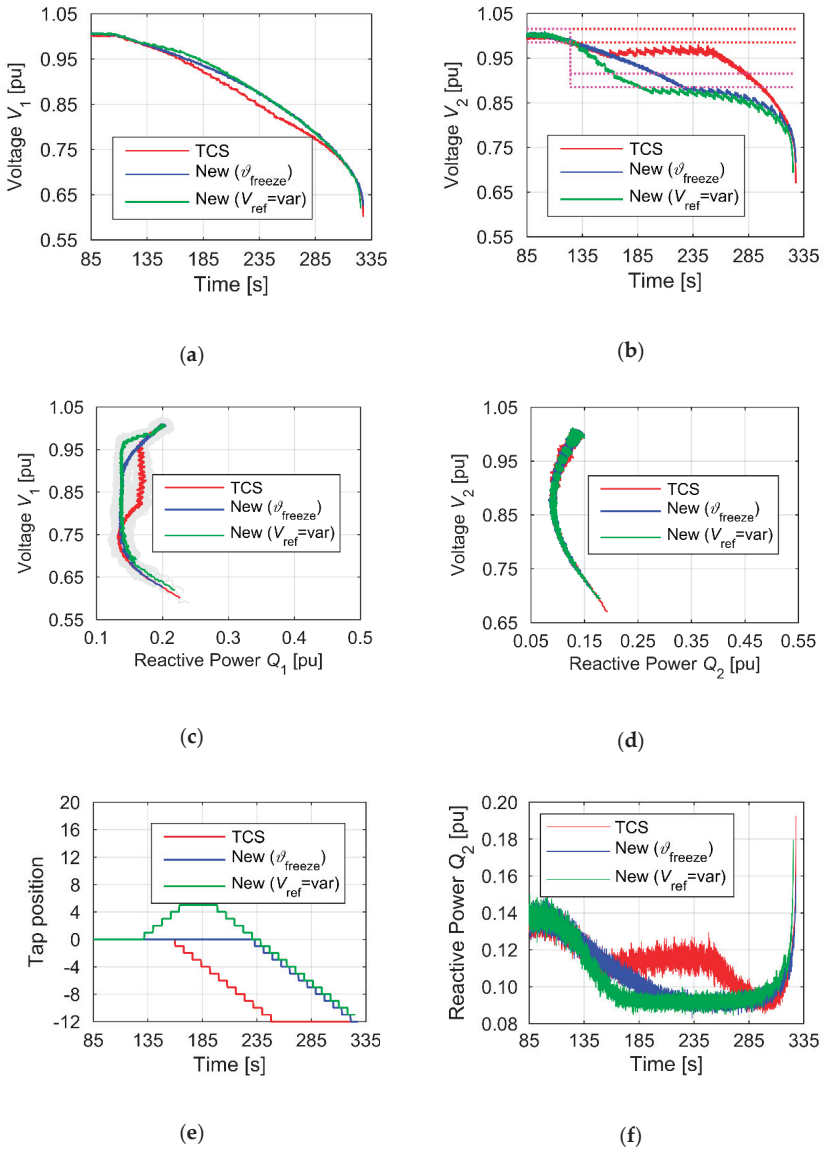 1.05
0.95
0.85
0.75
0.65
0.55
Voltage V1 [pu]
TCS
New (ϑfreeze)
New (Vref=var)
85 135 185 235 285 335
Time [s]
(a)
1.05
0.95
0.85
0.75
0.65
0.55
Voltage V2 [pu]
TCS
New (ϑfreeze)
New (Vref=var)
85 135 185 235 285 335
Time [s]
(b)
1.05
0.95
0.85
0.75
0.65
0.55
Voltage V1 [pu]
TCS
New (ϑfreeze)
New (Vref=var)
0.1 0.2 0.3 0.4 0.5
Reactive Power Q1 [pu]
(c)
1.05
0.95
0.85
0.75
0.65
Voltage V2 [pu]
TCS
New (ϑfreeze)
New (Vref=var)
0.05 0.15 0.25 0.35 0.45 0.55
Reactive Power Q2 [pu]
(d)
20
16
12
8
4
0
-4
-8
-12
Tap position
TCS
New (ϑfreeze)
New (Vref=var)
85 135 185 235 285 335
Time [s]
(e)
0.20
0.18
0.16
0.14
0.12
0.10
0.08
Reactive Power Q2 [pu]
TCS
New (ϑfreeze)
New (Vref=var)
85 135 185 235 285 335
Time [s]
(f)